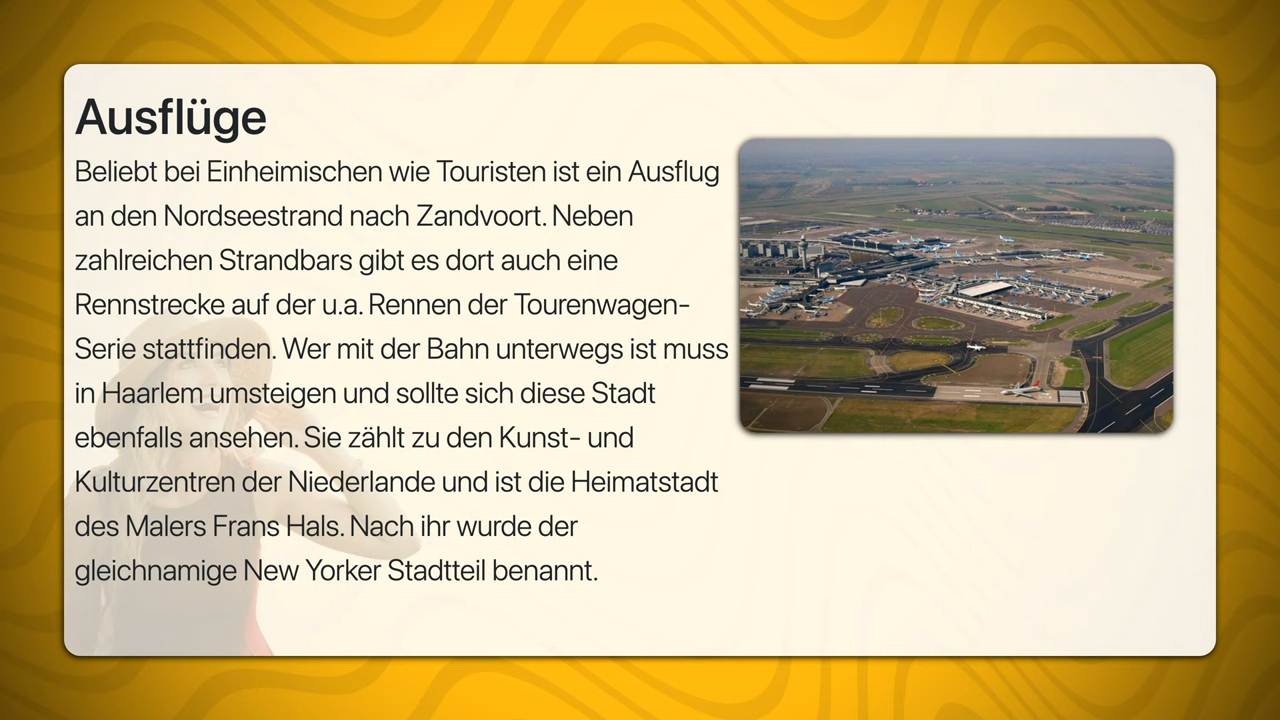 Ausflüge
Beliebt bei Einheimischen wie Touristen ist ein Ausflug
an den Nordseestrand nach Zandvoort. Neben
zahlreichen Strandbars gibt es dort auch eine
Rennstrecke auf der u.a. Rennen der Tourenwagen-
Serie stattfinden. Wer mit der Bahn unterwegs ist muss
in Haarlem umsteigen und sollte sich diese Stadt
ebenfalls ansehen. Sie zählt zu den Kunst- und
Kulturzentren der Niederlande und ist die Heimatstadt
des Malers Frans Hals. Nach ihr wurde der
gleichnamige New Yorker Stadtteil benannt.